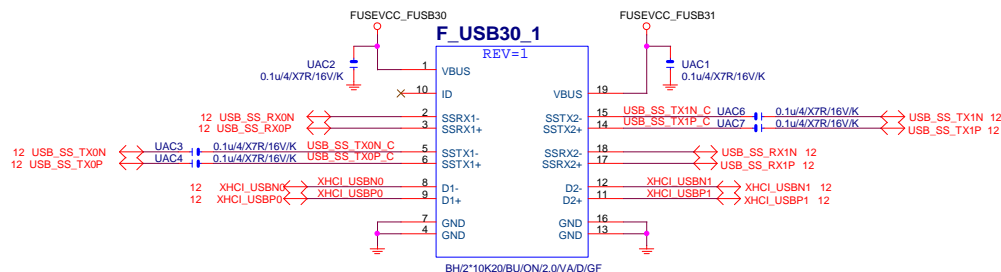 FUSEVCC_FUSB30
FUSEVCC_FUSB31
F_USB30_1
REV=1
UAC2
0.1u/4/X7R/16V/K
UAC1
0.1u/4/X7R/16V/K
1 VBUS
VBUS 19
10 ID
12 USB_SS_RX0N 2 SSRX1-
12 USB_SS_RX0P 3 SSRX1+
SSTX2- 15 USB_SS_TX1N_C UAC6 0.1u/4/X7R/16V/K USB_SS_TX1N 12
SSTX2+ 14 USB_SS_TX1P_C UAC7 0.1u/4/X7R/16V/K USB_SS_TX1P 12
12 USB_SS_TX0N UAC3 0.1u/4/X7R/16V/K USB_SS_TX0N_C 5 SSTX1-
12 USB_SS_TX0P UAC4 0.1u/4/X7R/16V/K USB_SS_TX0P_C 6 SSTX1+
SSRX2- 18 USB_SS_RX1N 12
SSRX2+ 17 USB_SS_RX1P 12
12 XHCI_USBN0 XHCI_USBN0 8 D1-
12 XHCI_USBP0 XHCI_USBP0 9 D1+
D2- 12 XHCI_USBN1 XHCI_USBN1 12
D2+ 11 XHCI_USBP1 XHCI_USBP1 12
7 GND
4 GND
GND 16
GND 13
BH/2*10K20/BU/ON/2.0/VA/D/GF